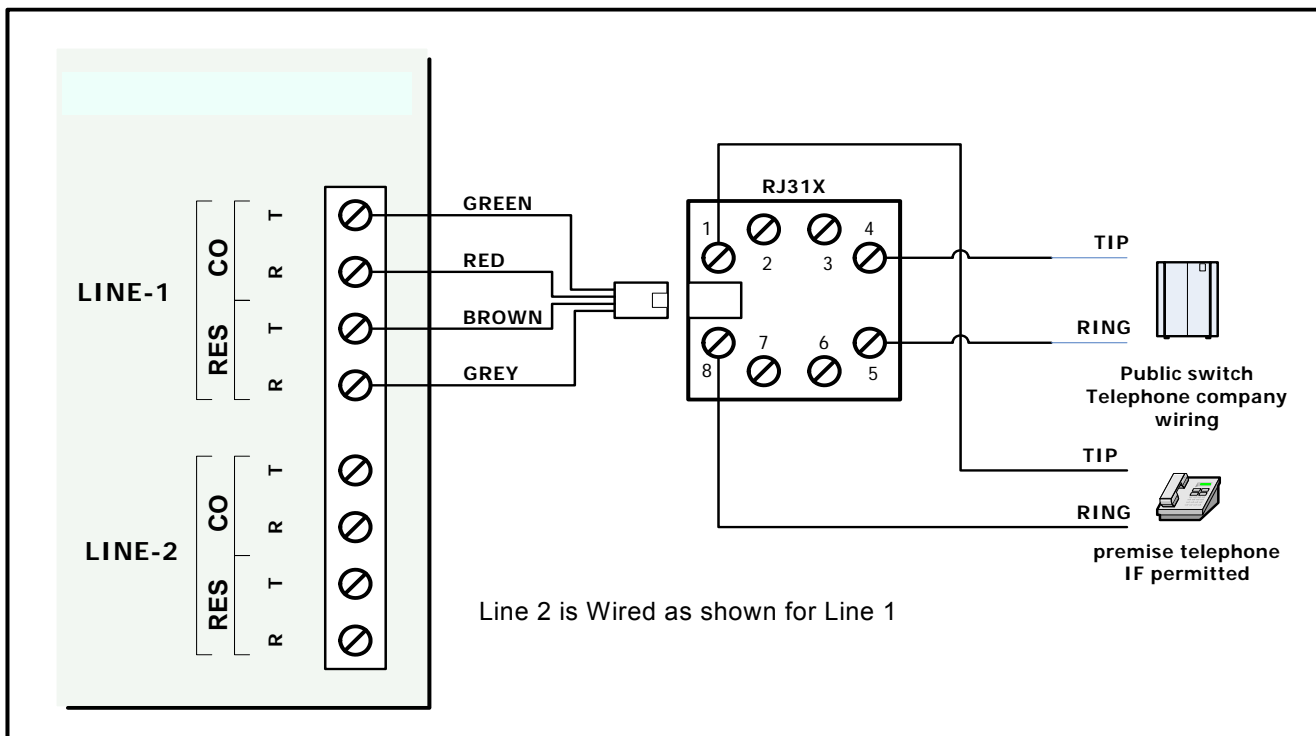 LINE-1
CO
T
R
RES
T
R
LINE-2
CO
T
R
RES
T
R
GREEN
RED
BROWN
GREY
RJ31X
1
2
3
4
8
7
6
5
TIP
RING
Public switch
Telephone company
wiring
TIP
RING
premise telephone
IF permitted
Line 2 is Wired as shown for Line 1